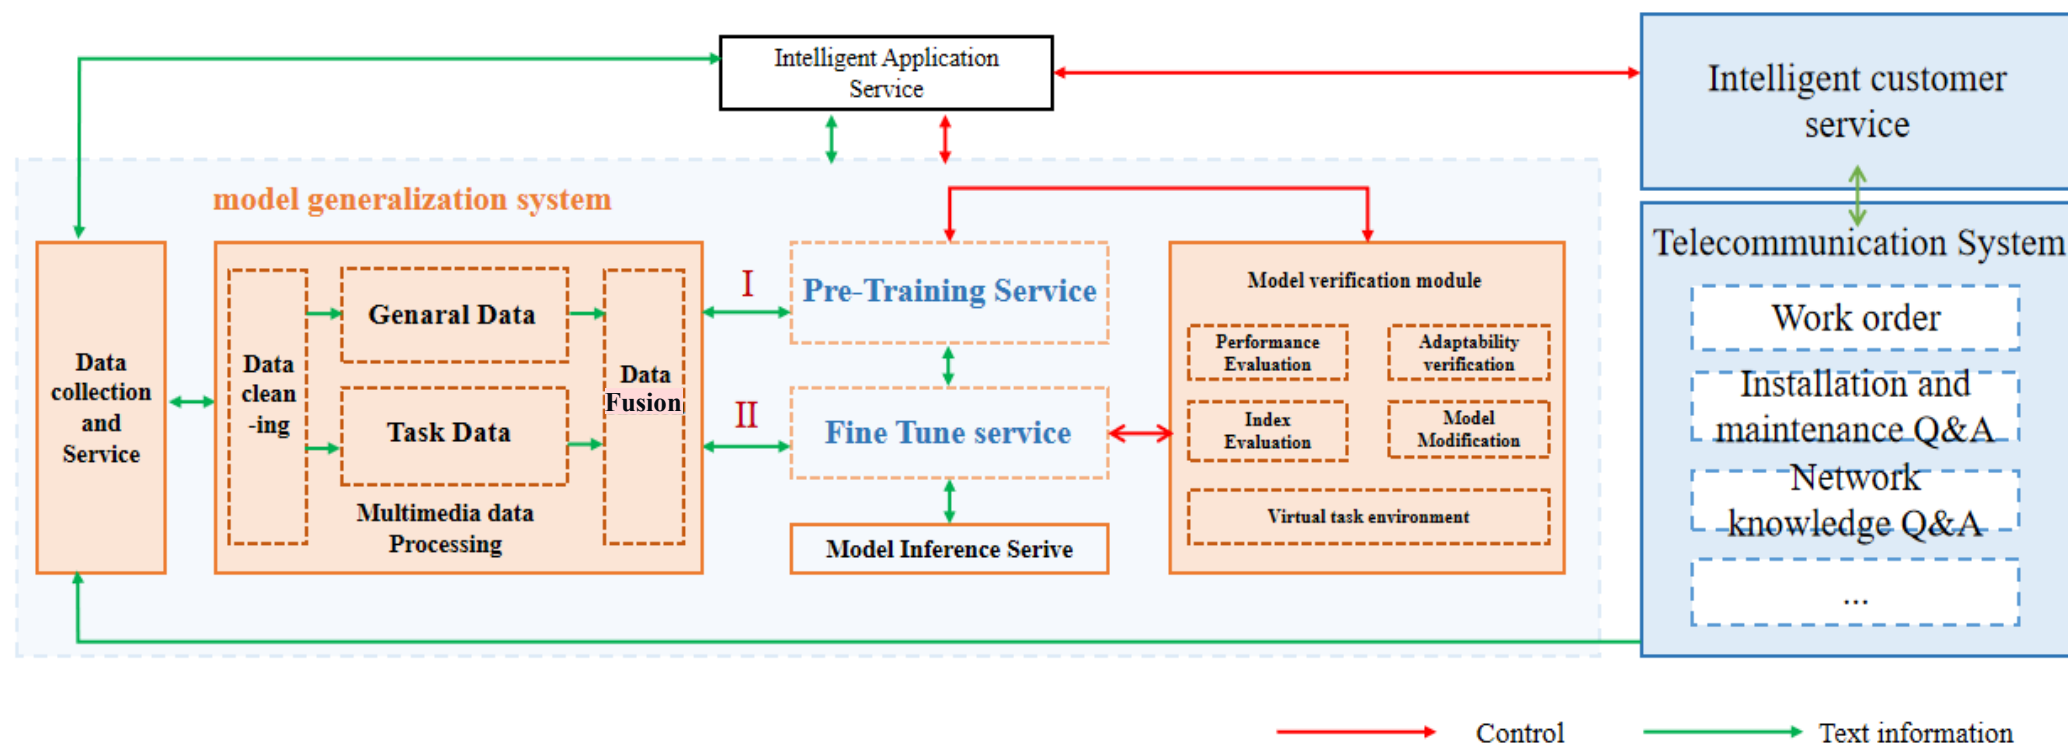 Intelligent Application
Service
Intelligent customer
service
model generalization system
Data
collection
and
Service
Data
clean
-ing
Genaral Data
Task Data
Multimedia data
Processing
Data
Fusion
I
II
Pre-Training Service
Fine Tune service
Model Inference Serive
Model verification module
Performance
Evaluation
Adaptability
verification
Index
Evaluation
Model
Modification
Virtual task environment
Telecommunication System
Work order
Installation and
maintenance Q&A
Network
knowledge Q&A
...
Control
Text information